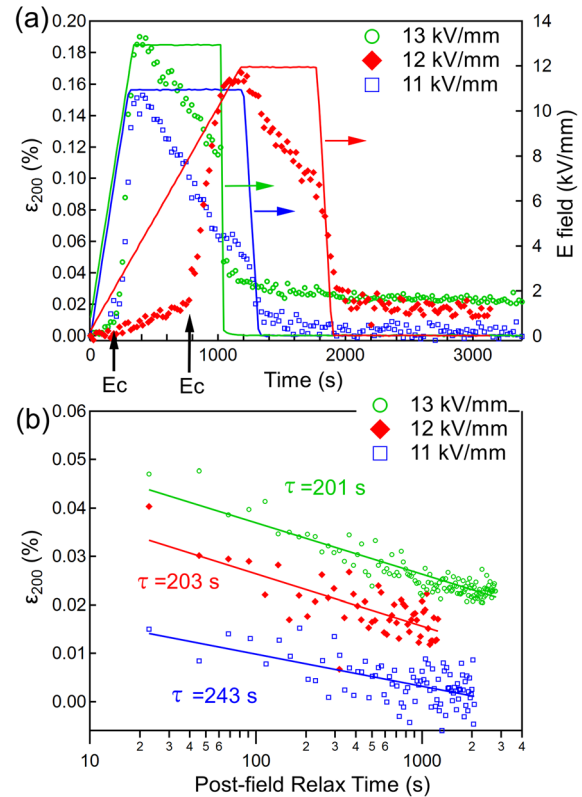 (a)
0.20
0.18
0.16
0.14
0.12
0.10
0.08
0.06
0.04
0.02
0.00
ε200 (%)
14
12
10
8
6
4
2
0
E field (kV/mm)
13 kV/mm
12 kV/mm
11 kV/mm
0 1000 2000 3000
Ec Ec
Time (s)
(b)
0.06
0.05
0.04
0.03
0.02
0.01
0.00
ε200 (%)
13 kV/mm
12 kV/mm
11 kV/mm
τ =201 s
τ =203 s
τ =243 s
10 2 3 4 5 6 100 2 3 4 5 6 1000 2 3 4
Post-field Relax Time (s)